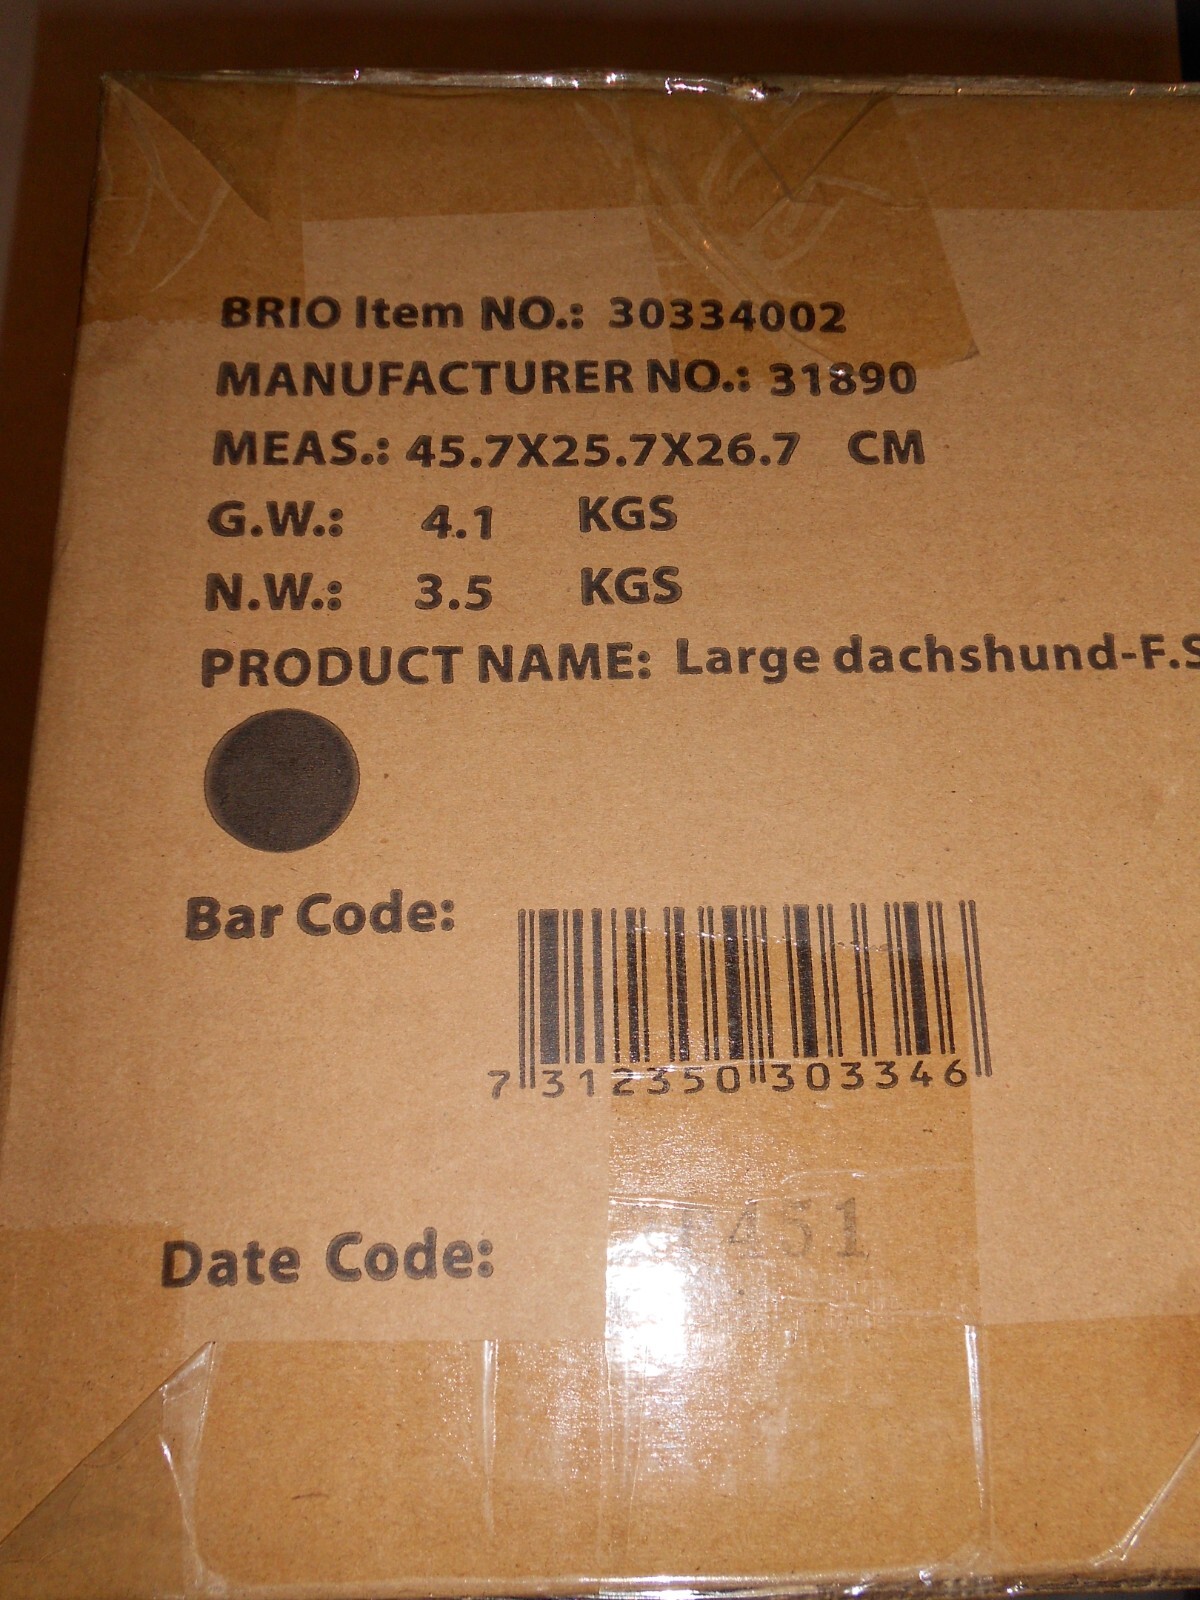 BRIO Item NO.: 30334002
MANUFACTURER NO.: 31890
MEAS.: 45.7X25.7X26.7 CM
G.W.: 4.1 KGS
N.W.: 3.5 KGS
PRODUCT NAME: Large dachshund-F.S
Bar Code:
7 312350 303346
Date Code: